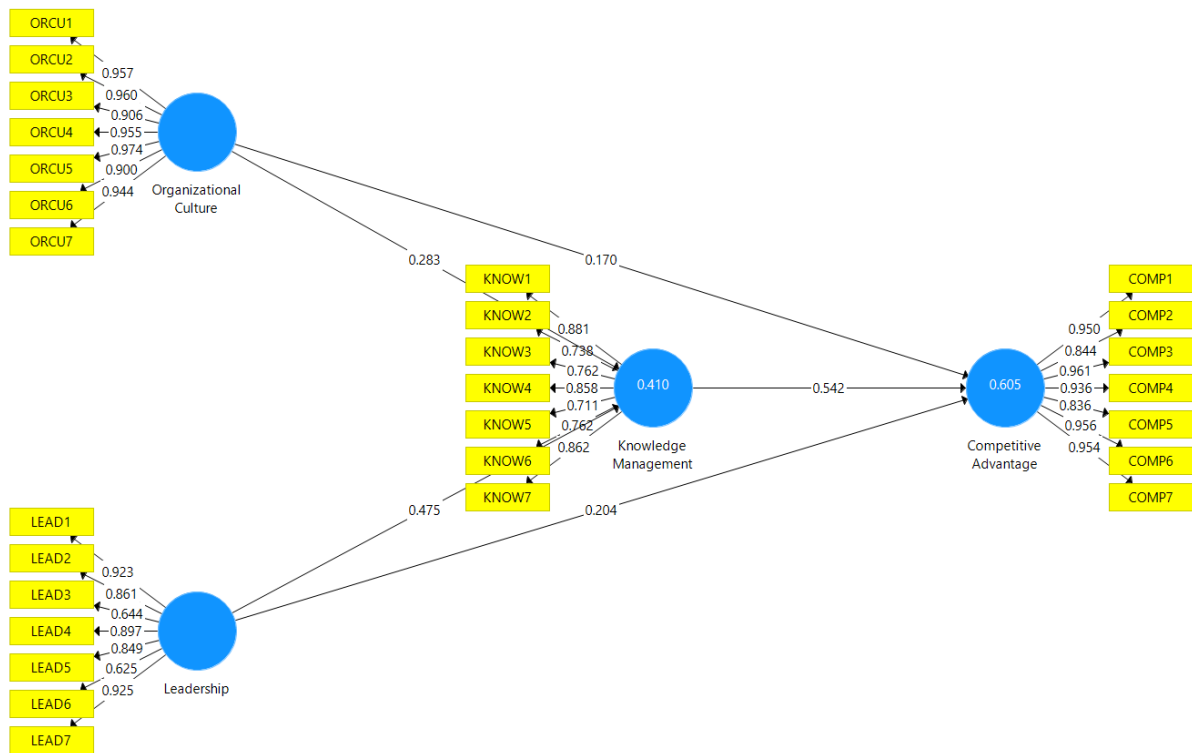 ORCU1
ORCU2
ORCU3
ORCU4
ORCU5
ORCU6
ORCU7
0.957
0.960
0.906
0.955
0.974
0.900
0.944
Organizational
Culture
0.283
0.170
KNOW1
KNOW2
KNOW3
KNOW4
KNOW5
KNOW6
KNOW7
0.881
0.738
0.762
0.858
0.711
0.762
0.862
0.410
Knowledge
Management
0.542
0.605
Competitive
Advantage
0.950
0.844
0.961
0.936
0.836
0.956
0.954
COMP1
COMP2
COMP3
COMP4
COMP5
COMP6
COMP7
0.475
0.204
LEAD1
LEAD2
LEAD3
LEAD4
LEAD5
LEAD6
LEAD7
0.923
0.861
0.644
0.897
0.849
0.625
0.925
Leadership